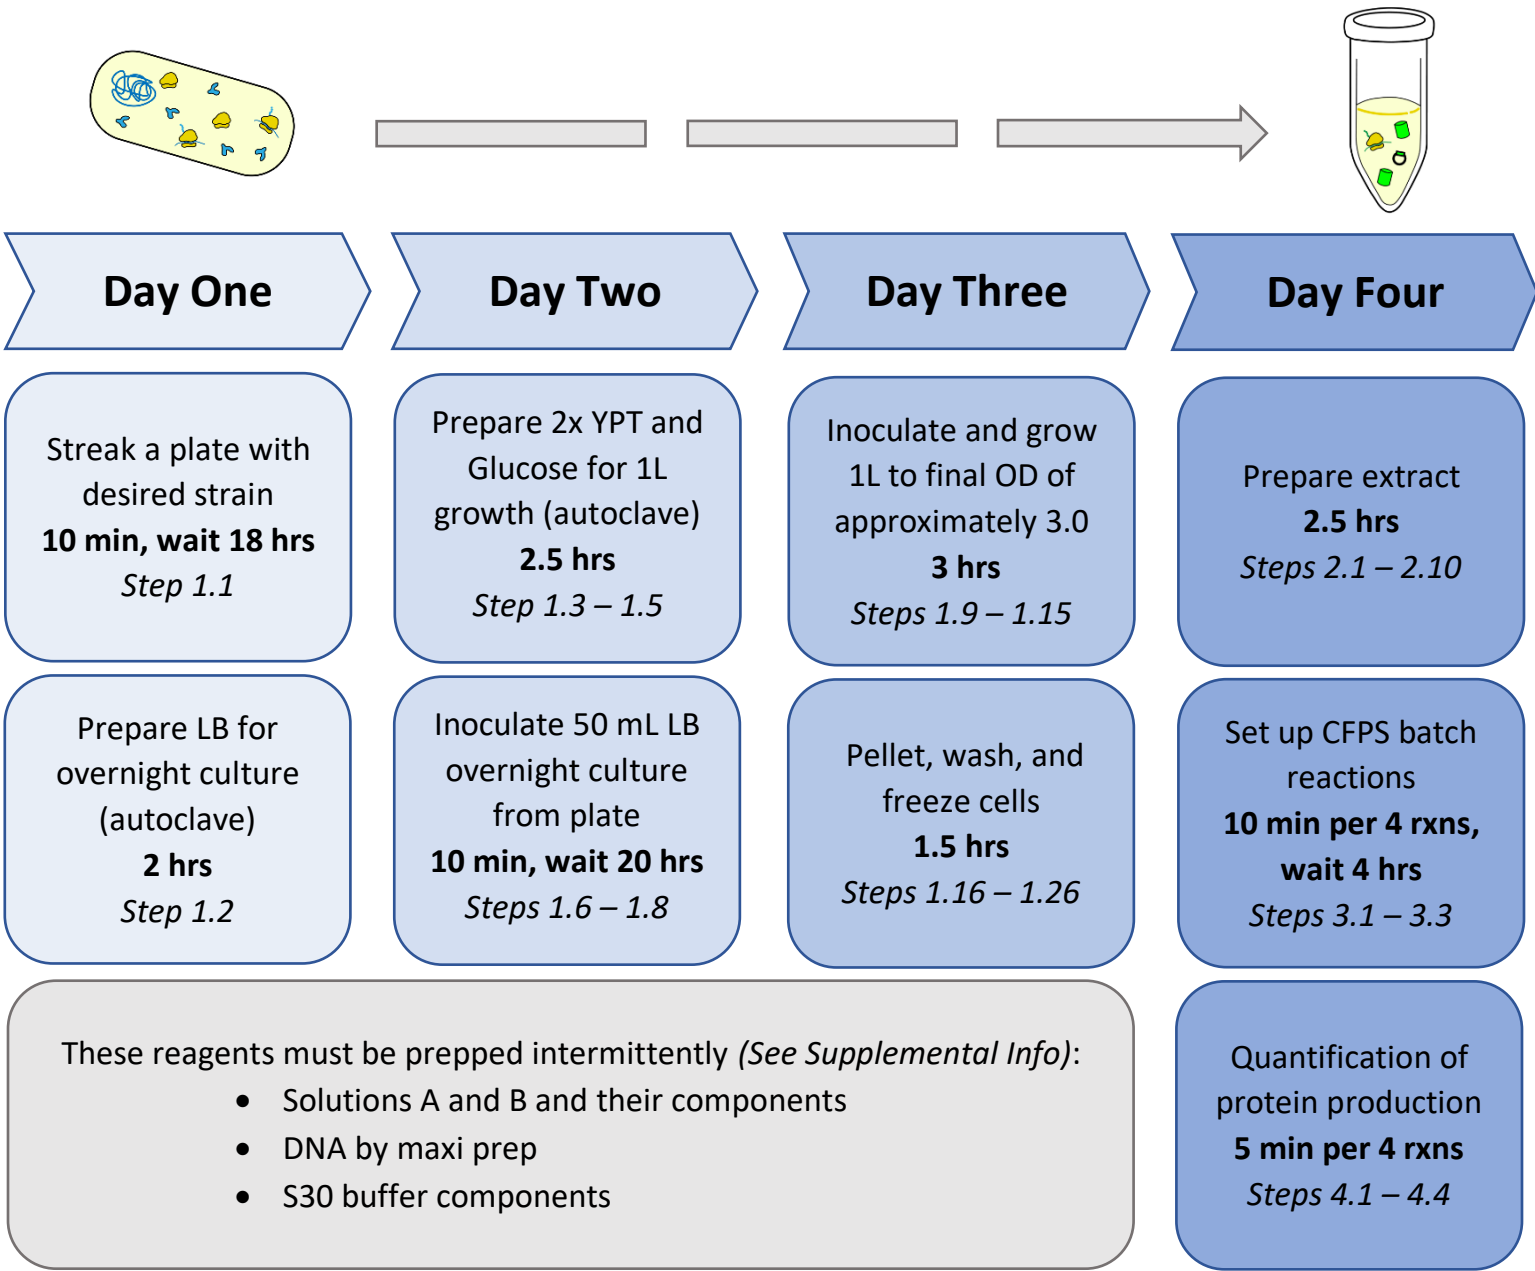 Day One
Day Two
Day Three
Day Four
Streak a plate with
desired strain
10 min, wait 18 hrs
Step 1.1
Prepare 2x YPT and
Glucose for 1L
growth (autoclave)
2.5 hrs
Step 1.3 – 1.5
Inoculate and grow
1L to final OD of
approximately 3.0
3 hrs
Steps 1.9 – 1.15
Prepare extract
2.5 hrs
Steps 2.1 – 2.10
Prepare LB for
overnight culture
(autoclave)
2 hrs
Step 1.2
Inoculate 50 mL LB
overnight culture
from plate
10 min, wait 20 hrs
Steps 1.6 – 1.8
Pellet, wash, and
freeze cells
1.5 hrs
Steps 1.16 – 1.26
Set up CFPS batch
reactions
10 min per 4 rxns,
wait 4 hrs
Steps 3.1 – 3.3
These reagents must be prepped intermittently (See Supplemental Info):
• Solutions A and B and their components
• DNA by maxi prep
• S30 buffer components
Quantification of
protein production
5 min per 4 rxns
Steps 4.1 – 4.4